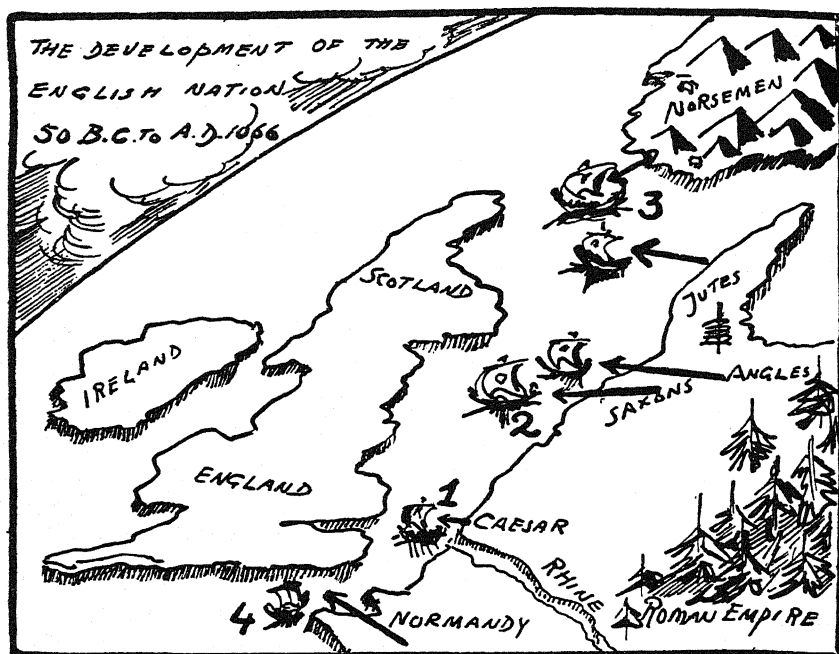 THE DEVELOPMENT OF THE
ENGLISH NATION
50 B.C. TO A.D. 1066
NORSEMEN
3
SCOTLAND
JUTES
IRELAND
ANGLES
SAXONS
2
ENGLAND
1
CAESAR
RHINE
4
NORMANDY
ROMAN EMPIRE